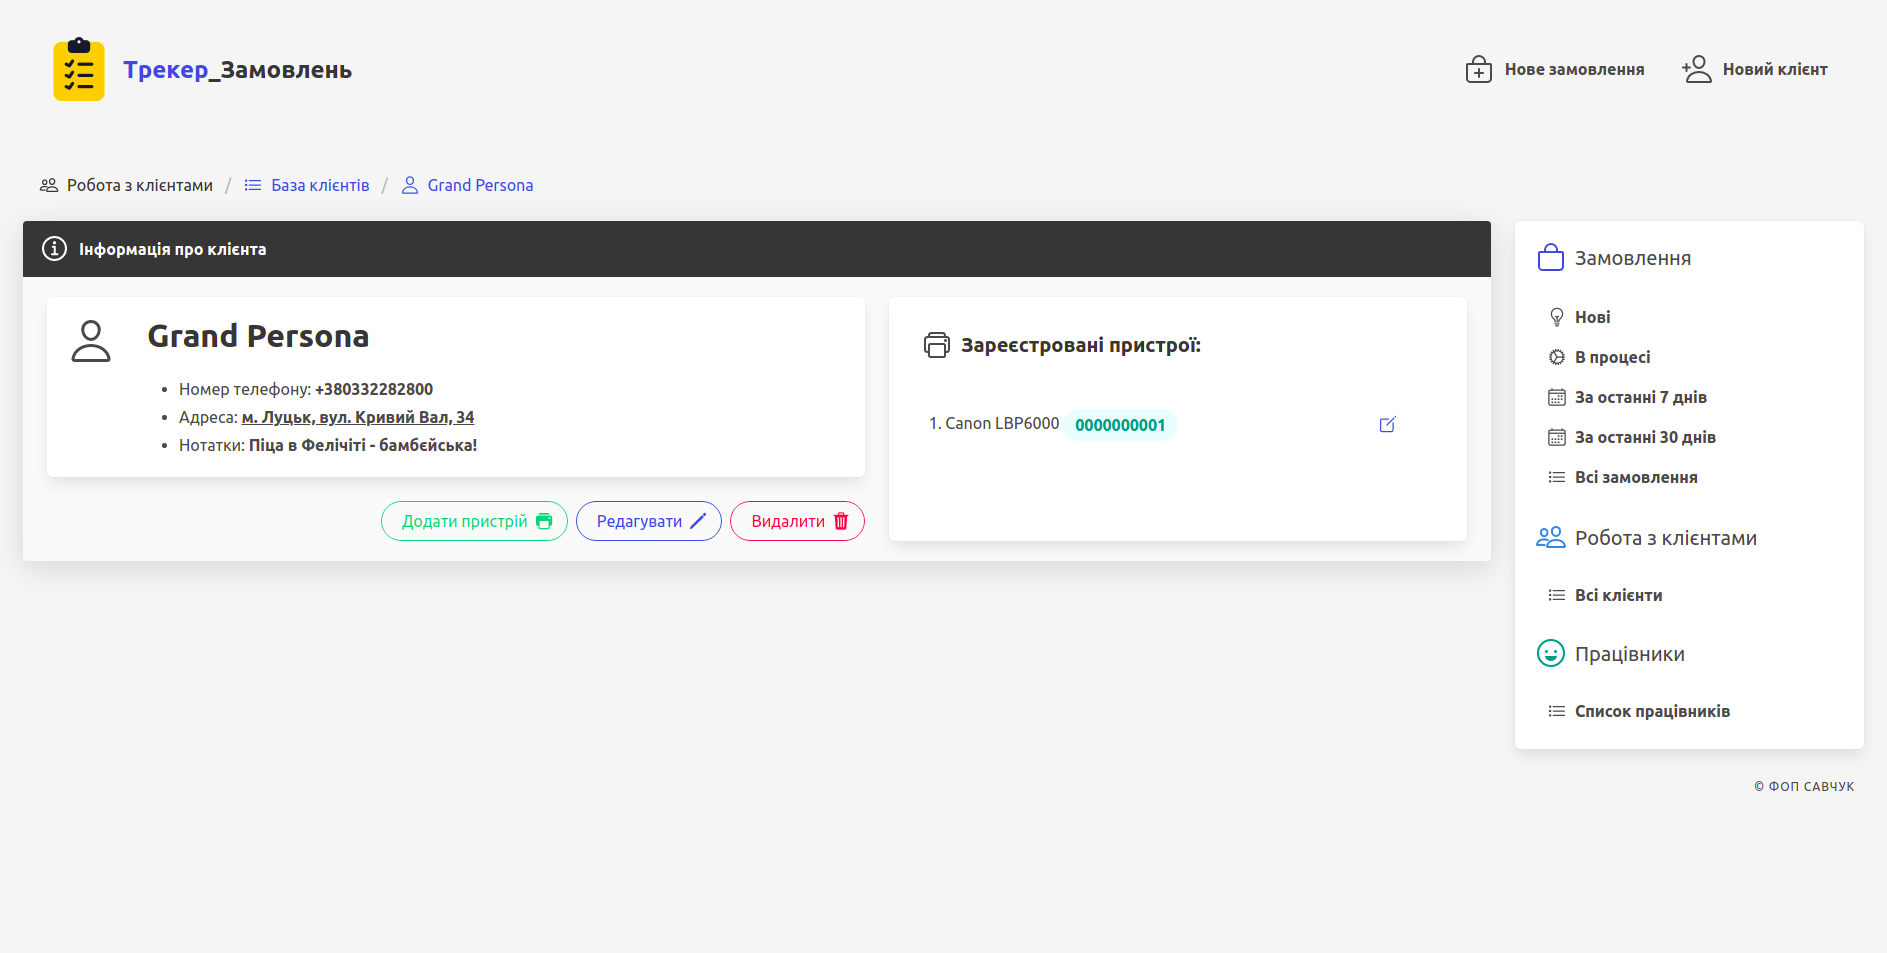 Трекер_Замовлень
Нове замовлення
Новий клієнт
Робота з клієнтами / База клієнтів / Grand Persona
Інформація про клієнта
Grand Persona
Номер телефону: +380332282800
Адреса: м. Луцьк, вул. Кривий Вал, 34
Нотатки: Піца в Фелічіті - бамбєйська!
Додати пристрій
Редагувати
Видалити
Зареєстровані пристрої:
1. Canon LBP6000 0000000001
Замовлення
Нові
В процесі
За останні 7 днів
За останні 30 днів
Всі замовлення
Робота з клієнтами
Всі клієнти
Працівники
Список працівників
© ФОП САВЧУК